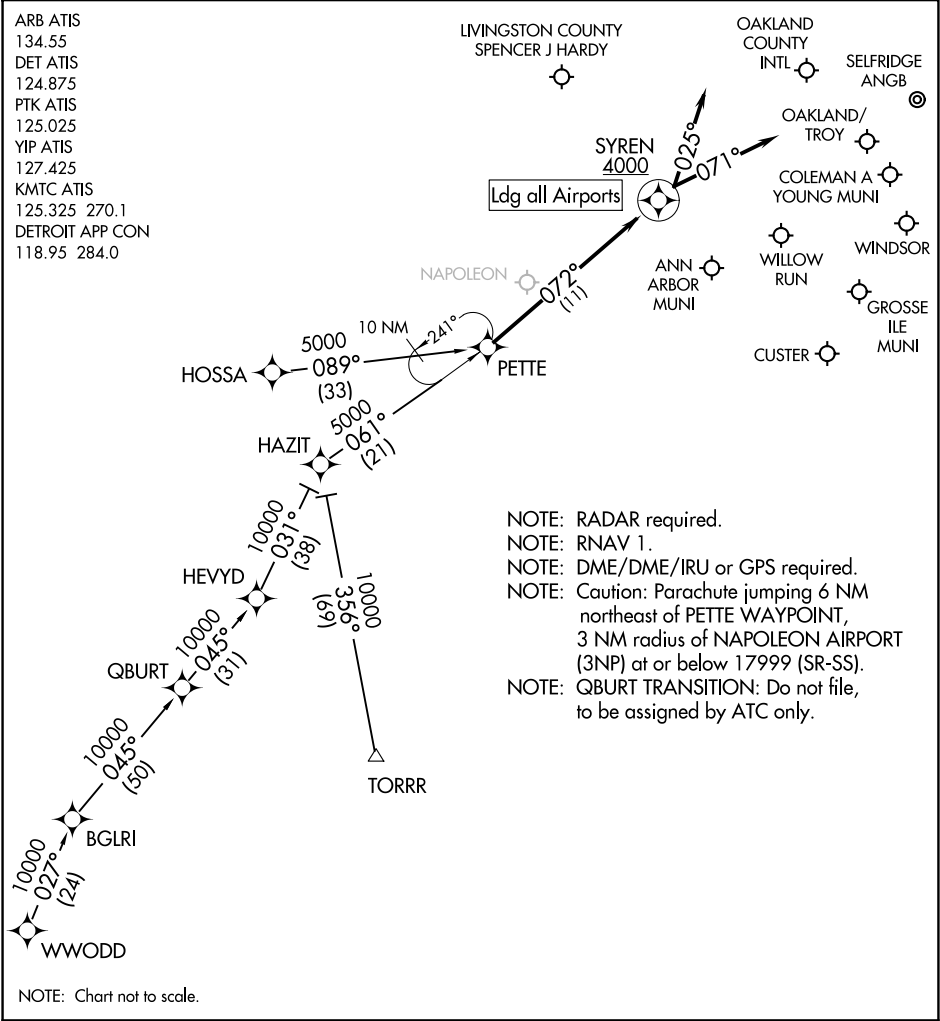 ARB ATIS
134.55
DET ATIS
124.875
PTK ATIS
125.025
YIP ATIS
127.425
KMTC ATIS
125.325 270.1
DETROIT APP CON
118.95 284.0
LIVINGSTON COUNTY
SPENCER J HARDY
OAKLAND
COUNTY
INTL
SELFRIDGE
ANGB
OAKLAND/
TROY
SYREN
4000
025°
071°
Ldg all Airports
COLEMAN A
YOUNG MUNI
WINDSOR
WILLOW
RUN
ANN
ARBOR
MUNI
GROSSE
ILE
MUNI
CUSTER
NAPOLEON
072°
(11)
10 NM
241°
PETTE
HOSSA
5000
089°
(33)
5000
061°
(21)
HAZIT
10000
031°
(38)
HEVYD
10000
356°
(69)
TORRR
10000
045°
(31)
QBURT
10000
045°
(50)
BGLRI
10000
027°
(24)
WWODD
NOTE: RADAR required.
NOTE: RNAV 1.
NOTE: DME/DME/IRU or GPS required.
NOTE: Caution: Parachute jumping 6 NM
northeast of PETTE WAYPOINT,
3 NM radius of NAPOLEON AIRPORT
(3NP) at or below 17999 (SR-SS).
NOTE: QBURT TRANSITION: Do not file,
to be assigned by ATC only.
NOTE: Chart not to scale.